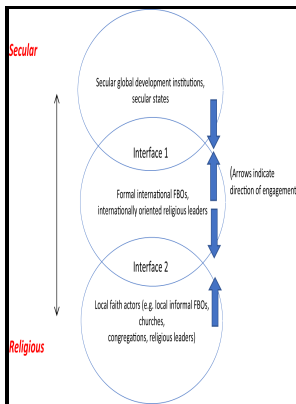 Secular
Secular global development institutions,
secular states
Interface 1
(Arrows indicate
direction of engagement
Formal international FBOs,
internationally oriented religious leaders
Interface 2
Local faith actors (e.g. local informal FBOs,
churches,
congregations, religious leaders)
Religious